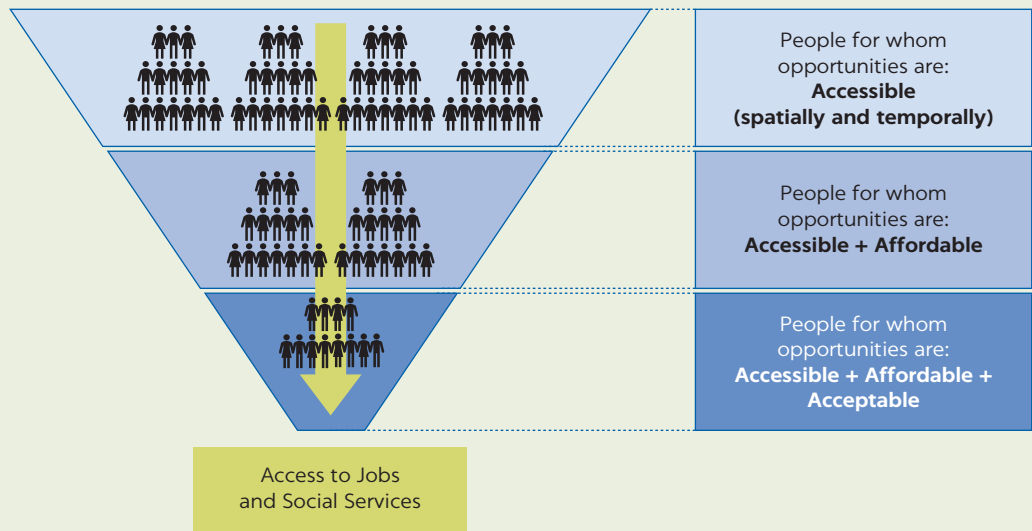 People for whom
opportunities are:
Accessible
(spatially and temporally)
People for whom
opportunities are:
Accessible + Affordable
People for whom
opportunities are:
Accessible + Affordable +
Acceptable
Access to Jobs
and Social Services